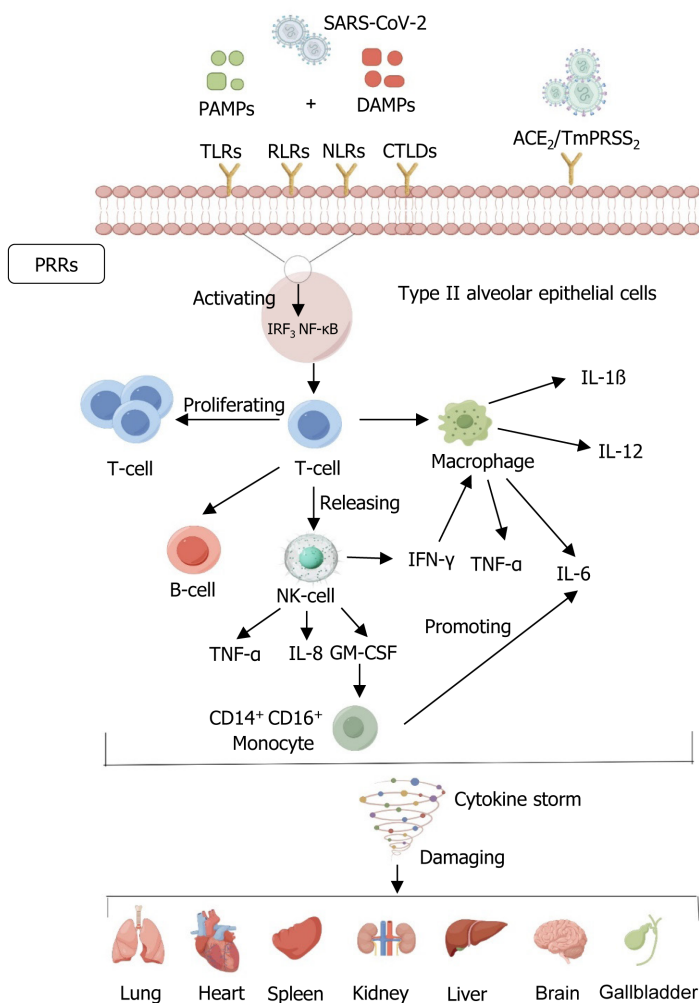 SARS-CoV-2
PAMPs + DAMPs
ACE₂/TmPRSS₂
TLRs RLRs NLRs CTLDs
PRRs
Activating
Type II alveolar epithelial cells
IRF₃ NF-κB
Proliferating
IL-1ß
IL-12
T-cell T-cell Macrophage
Releasing
B-cell
IFN-γ TNF-α IL-6
NK-cell
Promoting
TNF-α IL-8 GM-CSF
CD14⁺ CD16⁺
Monocyte
Cytokine storm
Damaging
Lung Heart Spleen Kidney Liver Brain Gallbladder